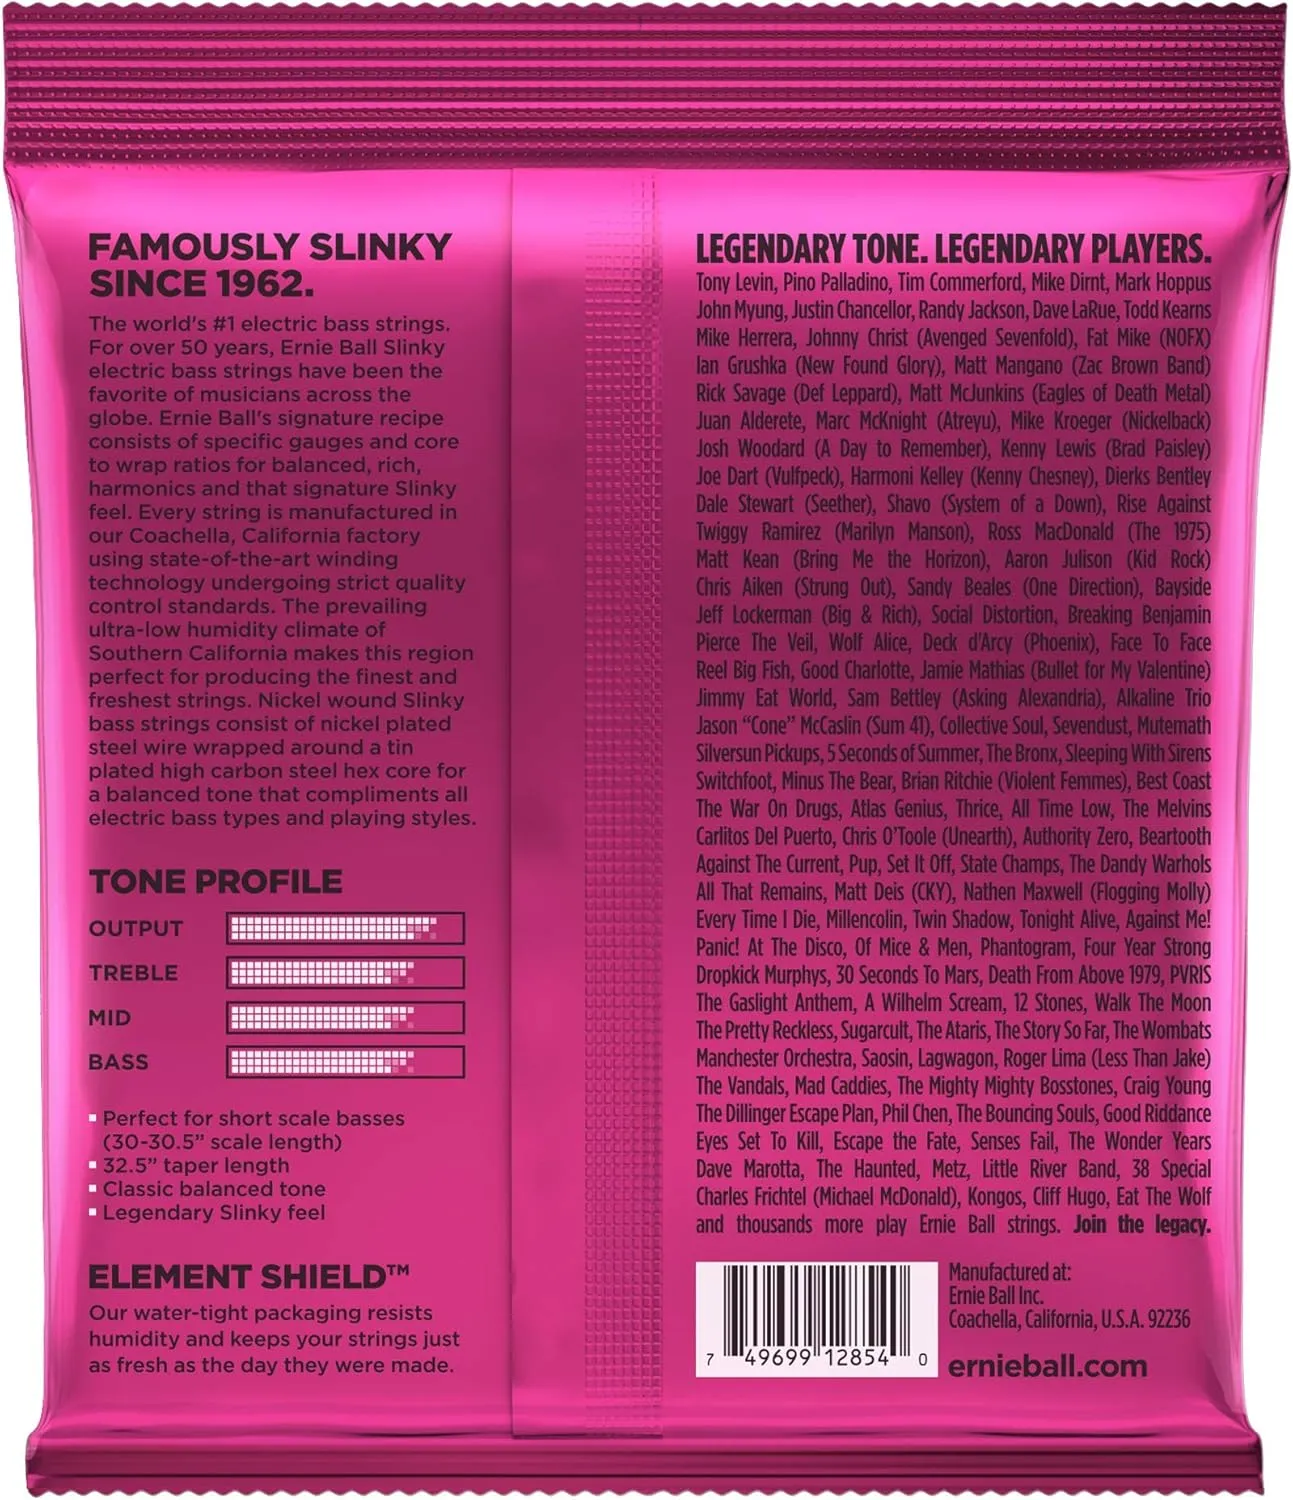 FAMOUSLY SLINKY
SINCE 1962.
The world's #1 electric bass strings.
For over 50 years, Ernie Ball Slinky
electric bass strings have been the
favorite of musicians across the
globe. Ernie Ball's signature recipe
consists of specific gauges and core
to wrap ratios for balanced, rich,
harmonics and that signature Slinky
feel. Every string is manufactured in
our Coachella, California factory
using state-of-the-art winding
technology undergoing strict quality
control standards. The prevailing
ultra-low humidity climate of
Southern California makes this region
perfect for producing the finest and
freshest strings. Nickel wound Slinky
bass strings consist of nickel plated
steel wire wrapped around a tin
plated high carbon steel hex core for
a balanced tone that compliments all
electric bass types and playing styles.
TONE PROFILE
OUTPUT
TREBLE
MID
BASS
▪ Perfect for short scale basses
(30-30.5” scale length)
▪ 32.5” taper length
▪ Classic balanced tone
▪ Legendary Slinky feel
ELEMENT SHIELD™
Our water-tight packaging resists
humidity and keeps your strings just
as fresh as the day they were made.
LEGENDARY TONE. LEGENDARY PLAYERS.
Tony Levin, Pino Palladino, Tim Commerford, Mike Dirnt, Mark Hoppus
John Myung, Justin Chancellor, Randy Jackson, Dave LaRue, Todd Kearns
Mike Herrera, Johnny Christ (Avenged Sevenfold), Fat Mike (NOFX)
Ian Grushka (New Found Glory), Matt Mangano (Zac Brown Band)
Rick Savage (Def Leppard), Matt McJunkins (Eagles of Death Metal)
Juan Alderete, Marc McKnight (Atreyu), Mike Kroeger (Nickelback)
Josh Woodard (A Day to Remember), Kenny Lewis (Brad Paisley)
Joe Dart (Vulfpeck), Harmoni Kelley (Kenny Chesney), Dierks Bentley
Dale Stewart (Seether), Shavo (System of a Down), Rise Against
Twiggy Ramirez (Marilyn Manson), Ross MacDonald (The 1975)
Matt Kean (Bring Me the Horizon), Aaron Julison (Kid Rock)
Chris Aiken (Strung Out), Sandy Beales (One Direction), Bayside
Jeff Lockerman (Big & Rich), Social Distortion, Breaking Benjamin
Pierce The Veil, Wolf Alice, Deck d'Arcy (Phoenix), Face To Face
Reel Big Fish, Good Charlotte, Jamie Mathias (Bullet for My Valentine)
Jimmy Eat World, Sam Bettley (Asking Alexandria), Alkaline Trio
Jason “Cone” McCaslin (Sum 41), Collective Soul, Sevendust, Mutemath
Silversun Pickups, 5 Seconds of Summer, The Bronx, Sleeping With Sirens
Switchfoot, Minus The Bear, Brian Ritchie (Violent Femmes), Best Coast
The War On Drugs, Atlas Genius, Thrice, All Time Low, The Melvins
Carlitos Del Puerto, Chris O'Toole (Unearth), Authority Zero, Beartooth
Against The Current, Pup, Set It Off, State Champs, The Dandy Warhols
All That Remains, Matt Deis (CKY), Nathen Maxwell (Flogging Molly)
Every Time I Die, Millencolin, Twin Shadow, Tonight Alive, Against Me!
Panic! At The Disco, Of Mice & Men, Phantogram, Four Year Strong
Dropkick Murphys, 30 Seconds To Mars, Death From Above 1979, PVRIS
The Gaslight Anthem, A Wilhelm Scream, 12 Stones, Walk The Moon
The Pretty Reckless, Sugarcult, The Ataris, The Story So Far, The Wombats
Manchester Orchestra, Saosin, Lagwagon, Roger Lima (Less Than Jake)
The Vandals, Mad Caddies, The Mighty Mighty Bosstones, Craig Young
The Dillinger Escape Plan, Phil Chen, The Bouncing Souls, Good Riddance
Eyes Set To Kill, Escape the Fate, Senses Fail, The Wonder Years
Dave Marotta, The Haunted, Metz, Little River Band, 38 Special
Charles Frichtel (Michael McDonald), Kongos, Cliff Hugo, Eat The Wolf
and thousands more play Ernie Ball strings. Join the legacy.
7 49699 12854 0
Manufactured at:
Ernie Ball Inc.
Coachella, California, U.S.A. 92236
ernieball.com